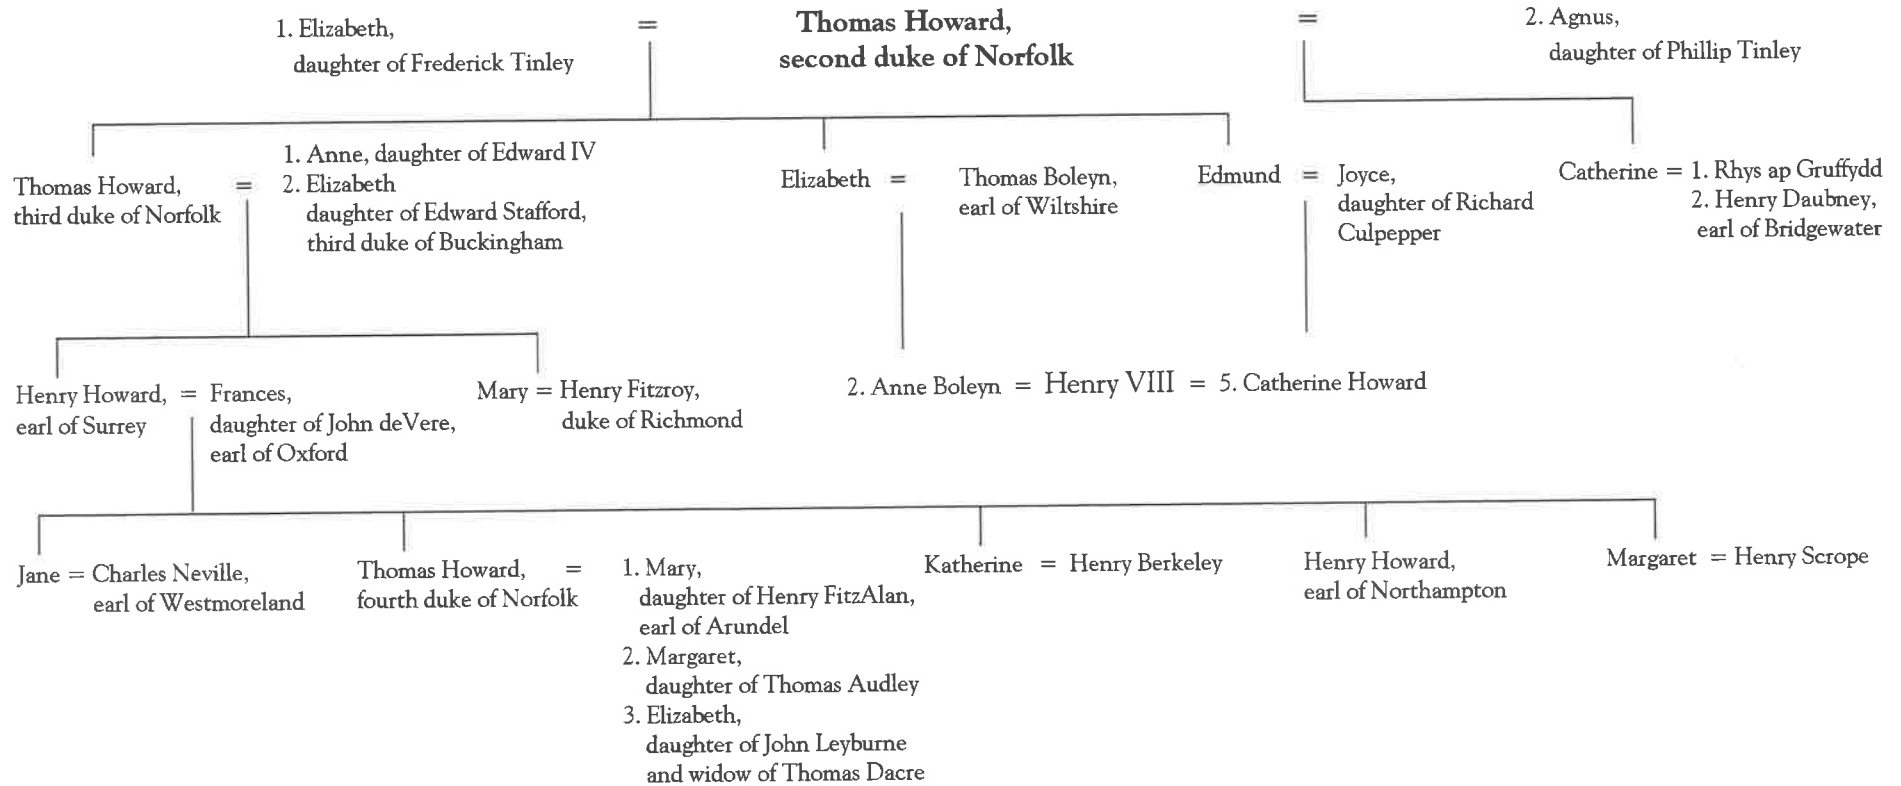 1. Elizabeth,
daughter of Frederick Tinley
=
Thomas Howard,
second duke of Norfolk
=
2. Agnus,
daughter of Phillip Tinley
Thomas Howard,
third duke of Norfolk
=
1. Anne, daughter of Edward IV
2. Elizabeth
daughter of Edward Stafford,
third duke of Buckingham
Elizabeth =
Thomas Boleyn,
earl of Wiltshire
Edmund =
Joyce,
daughter of Richard
Culpepper
Catherine = 1. Rhys ap Gruffydd
2. Henry Daubney,
earl of Bridgewater
Henry Howard, =
earl of Surrey
Frances,
daughter of John deVere,
earl of Oxford
Mary = Henry Fitzroy,
duke of Richmond
2. Anne Boleyn = Henry VIII = 5. Catherine Howard
Jane = Charles Neville,
earl of Westmoreland
Thomas Howard, =
fourth duke of Norfolk
1. Mary,
daughter of Henry FitzAlan,
earl of Arundel
2. Margaret,
daughter of Thomas Audley
3. Elizabeth,
daughter of John Leyburne
and widow of Thomas Dacre
Katherine = Henry Berkeley
Henry Howard,
earl of Northampton
Margaret = Henry Scrope